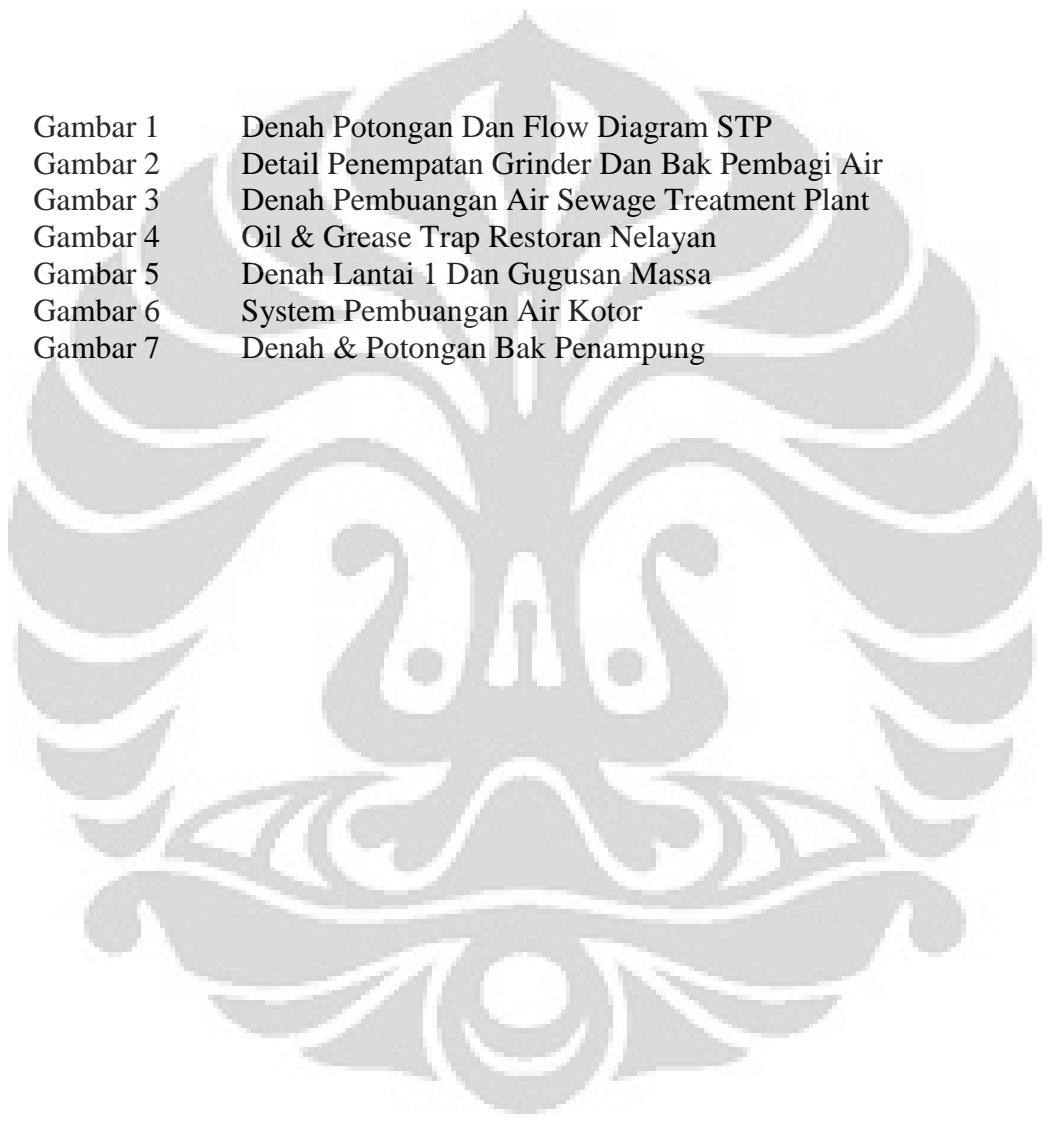 Gambar 1 Denah Potongan Dan Flow Diagram STP
Gambar 2 Detail Penempatan Grinder Dan Bak Pembagi Air
Gambar 3 Denah Pembuangan Air Sewage Treatment Plant
Gambar 4 Oil & Grease Trap Restoran Nelayan
Gambar 5 Denah Lantai 1 Dan Gugusan Massa
Gambar 6 System Pembuangan Air Kotor
Gambar 7 Denah & Potongan Bak Penampung